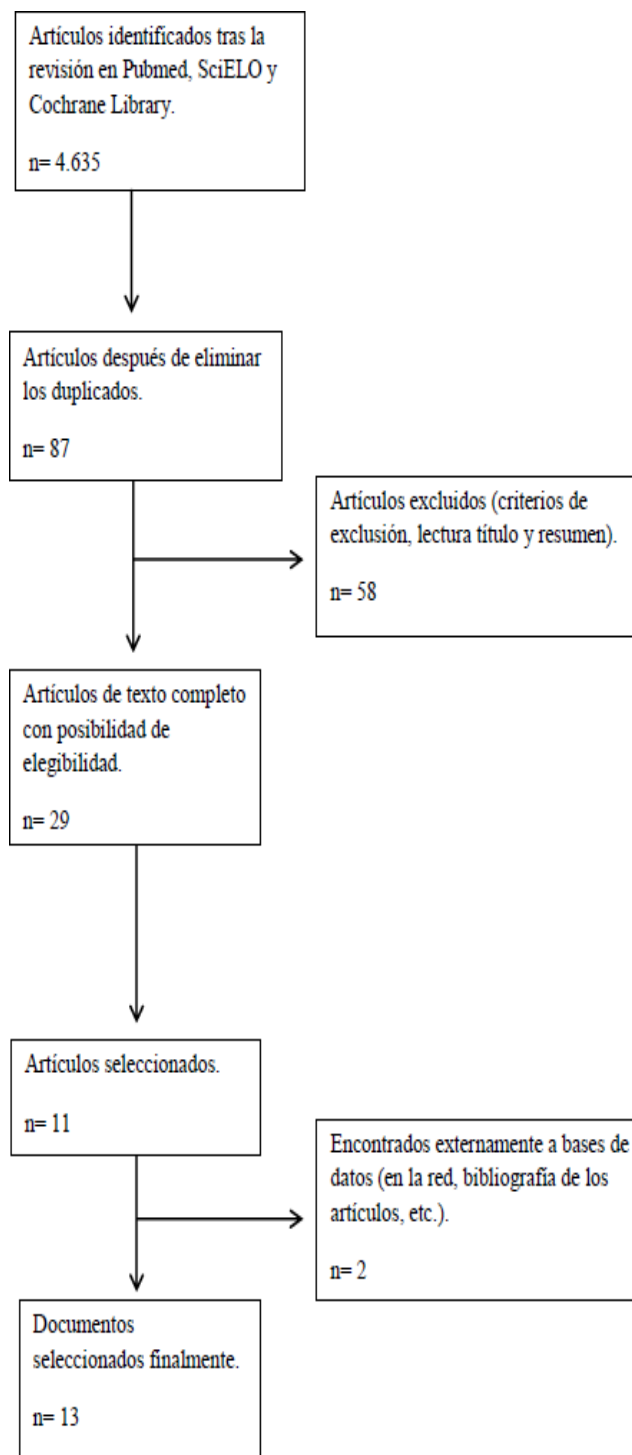 Artículos identificados tras la
revisión en Pubmed, SciELO y
Cochrane Library.
n= 4.635
Artículos después de eliminar
los duplicados.
n= 87
Artículos excluidos (criterios de
exclusión, lectura título y resumen).
n= 58
Artículos de texto completo
con posibilidad de
elegibilidad.
n= 29
Artículos seleccionados.
n= 11
Encontrados externamente a bases de
datos (en la red, bibliografía de los
artículos, etc.).
n= 2
Documentos
seleccionados finalmente.
n= 13